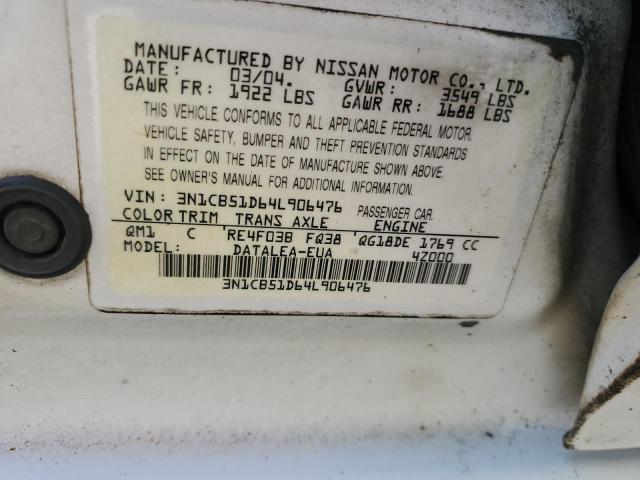 MANUFACTURED BY NISSAN MOTOR CO., LTD.
DATE: 03/04. GVWR: 3549 LBS
GAWR FR: 1922 LBS GAWR RR: 1688 LBS
THIS VEHICLE CONFORMS TO ALL APPLICABLE FEDERAL MOTOR
VEHICLE SAFETY, BUMPER AND THEFT PREVENTION STANDARDS
IN EFFECT ON THE DATE OF MANUFACTURE SHOWN ABOVE.
SEE OWNER'S MANUAL FOR ADDITIONAL INFORMATION.
VIN: 3N1CB51D64L906476 PASSENGER CAR.
COLOR TRIM TRANS AXLE ENGINE
QM1 C RE4F03B FQ38 QG18DE 1769 CC
MODEL: DATALEA-EUA 4Z000
3N1CB51D64L906476